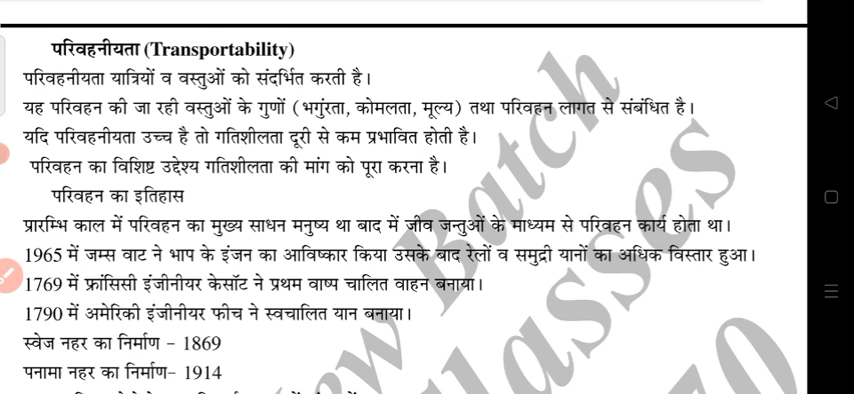 परिवहनीयता (Transportability)
परिवहनीयता यात्रियों व वस्तुओं को संदर्भित करती है।
यह परिवहन की जा रही वस्तुओं के गुणों (भगुंरता, कोमलता, मूल्य) तथा परिवहन लागत से संबंधित है।
यदि परिवहनीयता उच्च है तो गतिशीलता दूरी से कम प्रभावित होती है।
परिवहन का विशिष्ट उद्देश्य गतिशीलता की मांग को पूरा करना है।
परिवहन का इतिहास
प्रारम्भि काल में परिवहन का मुख्य साधन मनुष्य था बाद में जीव जन्तुओं के माध्यम से परिवहन कार्य होता था।
1965 में जम्स वाट ने भाप के इंजन का आविष्कार किया उसके बाद रेलों व समुद्री यानों का अधिक विस्तार हुआ।
1769 में फ्रांसिसी इंजीनीयर केसॉट ने प्रथम वाष्प चालित वाहन बनाया।
1790 में अमेरिकी इंजीनीयर फीच ने स्वचालित यान बनाया।
स्वेज नहर का निर्माण - 1869
पनामा नहर का निर्माण- 1914
Batch
Classes